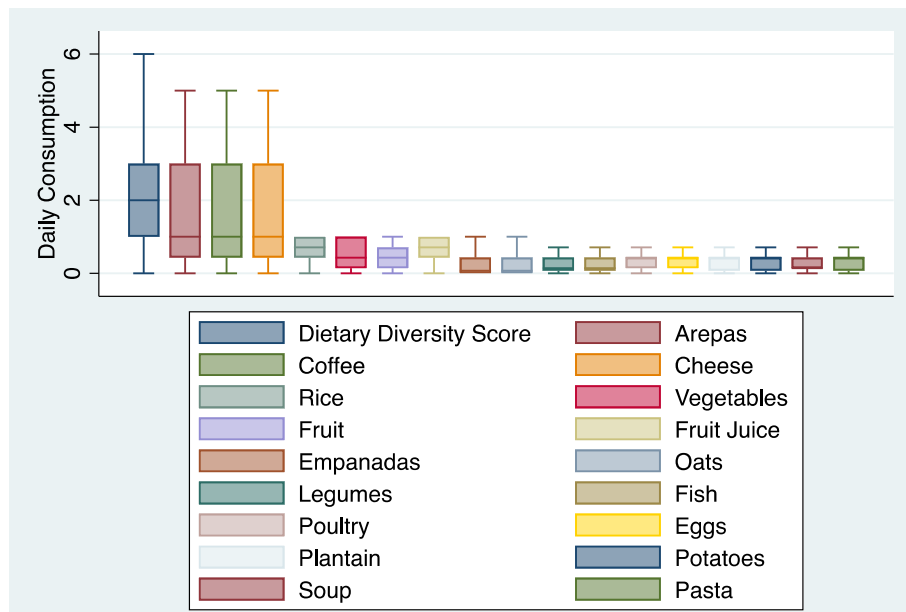 Daily Consumption
6
4
2
0
Dietary Diversity Score
Arepas
Coffee
Cheese
Rice
Vegetables
Fruit
Fruit Juice
Empanadas
Oats
Legumes
Fish
Poultry
Eggs
Plantain
Potatoes
Soup
Pasta